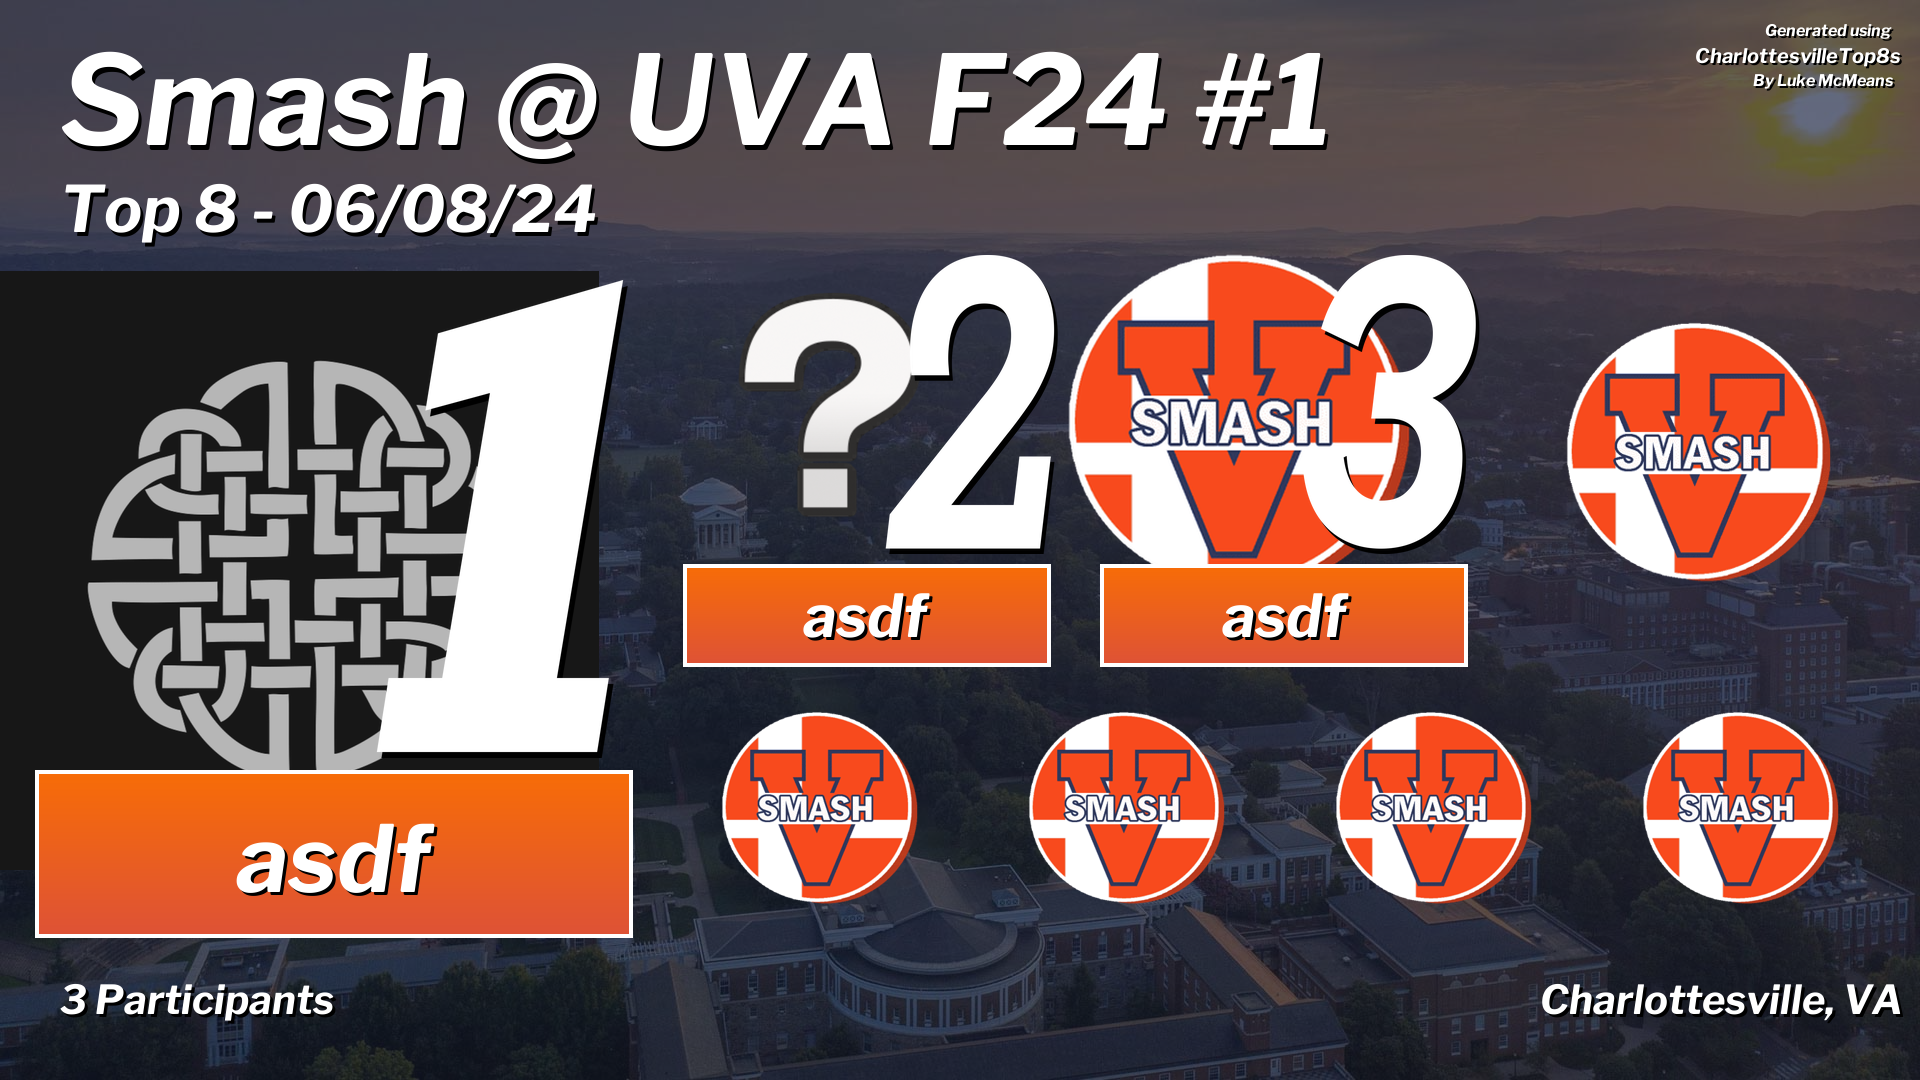 Generated using
CharlottesvilleTop8s
By Luke McMeans
Smash @ UVA F24 #1
Top 8 - 06/08/24
1
?
2
V
SMASH
3
V
SMASH
asdf
asdf
asdf
V
SMASH
V
SMASH
V
SMASH
V
SMASH
3 Participants
Charlottesville, VA